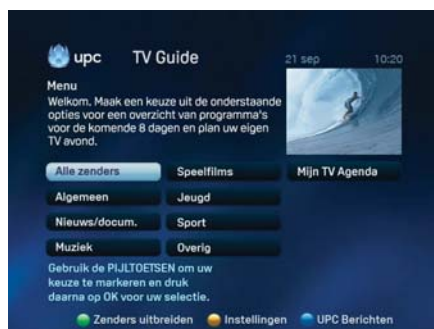 upc TV Guide 21 sep 10:20
Menu
Welkom. Maak een keuze uit de onderstaande
opties voor een overzicht van programma's
voor de komende 8 dagen en plan uw eigen
TV avond.
Alle zenders Speelfilms Mijn TV Agenda
Algemeen Jeugd
Nieuws/docum. Sport
Muziek Overig
Gebruik de PIJLTOETSEN om uw
keuze te markeren en druk
daarna op OK voor uw selectie.
Zenders uitbreiden Instellingen UPC Berichten